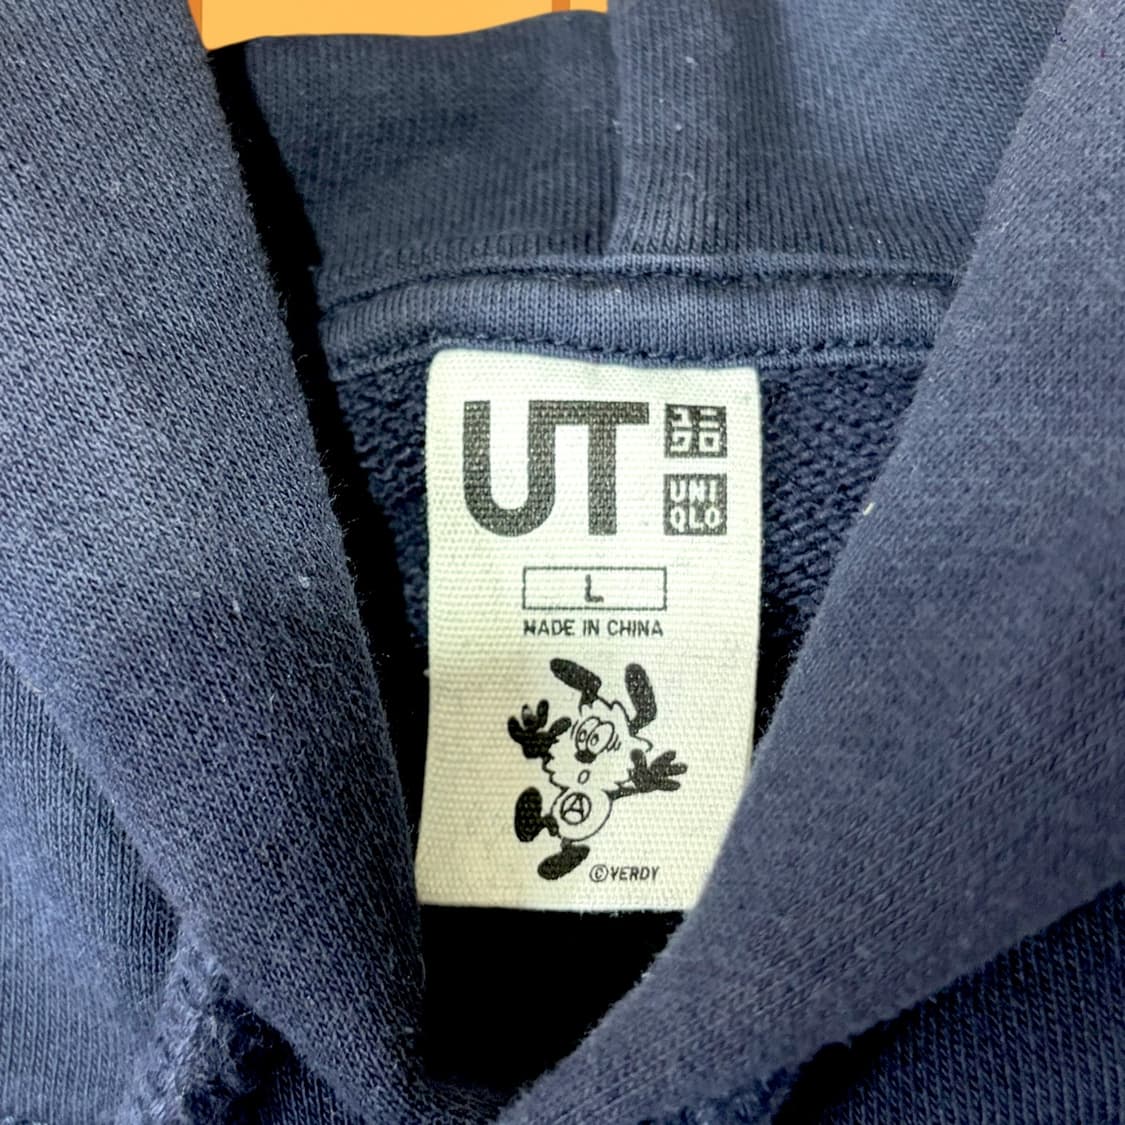 UT
ユニ
クロ
UNI
QLO
L
MADE IN CHINA
A
©VERDY